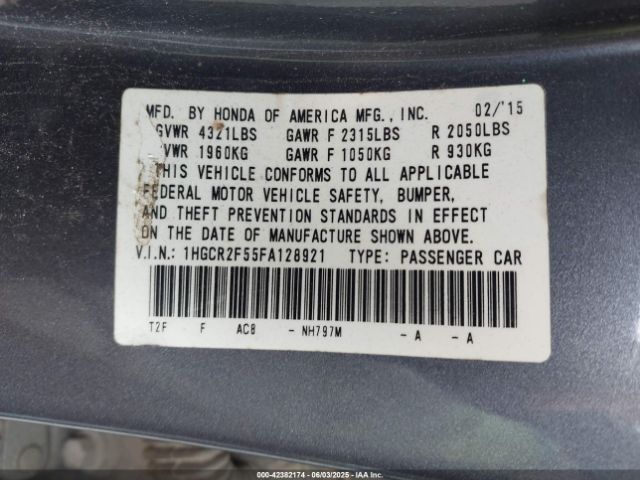 MFD. BY HONDA OF AMERICA MFG., INC. 02/'15
GVWR 4321LBS GAWR F 2315LBS R 2050LBS
VWR 1960KG GAWR F 1050KG R 930KG
THIS VEHICLE CONFORMS TO ALL APPLICABLE
FEDERAL MOTOR VEHICLE SAFETY, BUMPER,
AND THEFT PREVENTION STANDARDS IN EFFECT
ON THE DATE OF MANUFACTURE SHOWN ABOVE.
V.I.N.: 1HGCR2F55FA128921 TYPE: PASSENGER CAR
T2F F AC8 - NH797M - A - A
000-42382174 | 06/03/2025 | IAAI.com